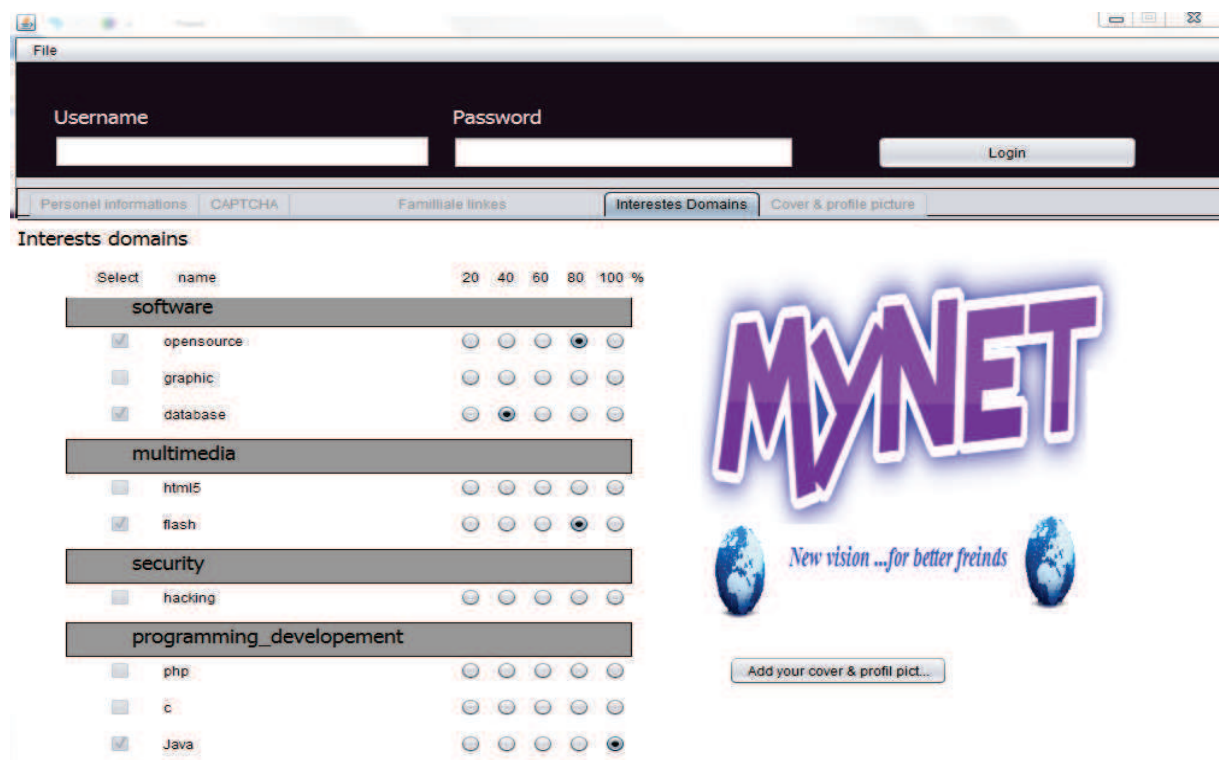 File
Username Password
Login
Personel informations CAPTCHA Familliale linkes Interestes Domains Cover & profile picture
Interests domains
Select name 20 40 60 80 100 %
software
opensource
graphic
database
multimedia
html5
flash
security
hacking
programming_developement
php
c
Java
MyNET
New vision ...for better freinds
Add your cover & profil pict...